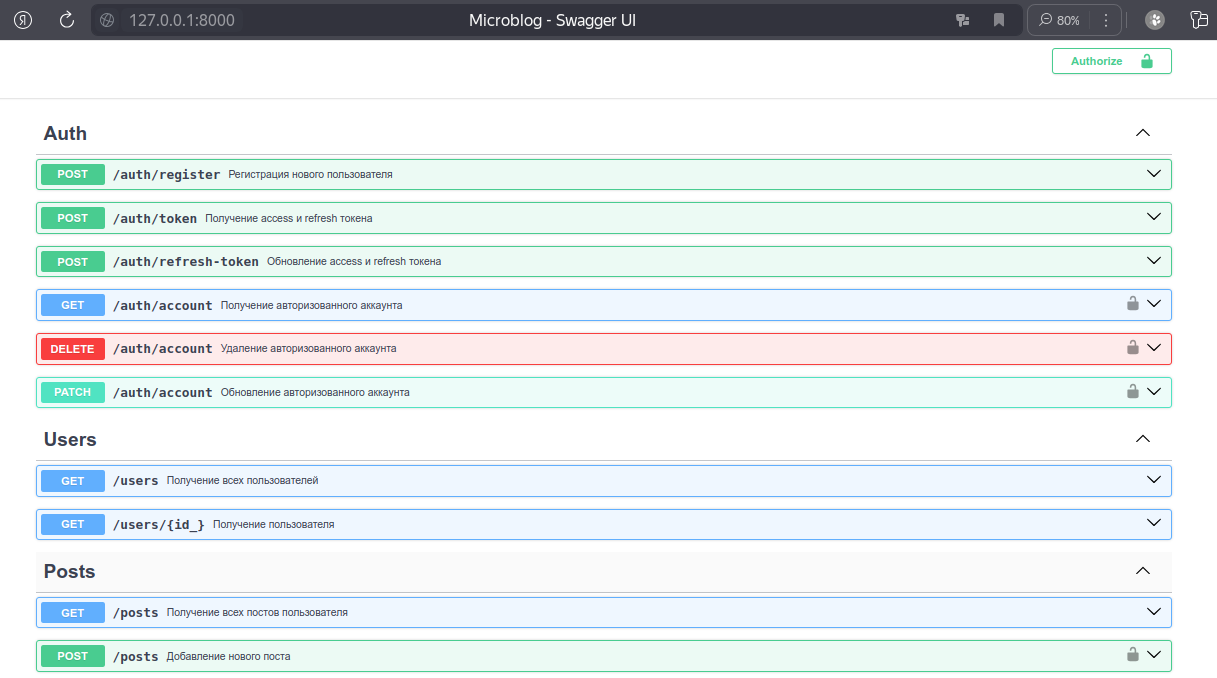 Я 127.0.0.1:8000 Microblog - Swagger UI 80%
Authorize
Auth
POST /auth/register Регистрация нового пользователя
POST /auth/token Получение access и refresh токена
POST /auth/refresh-token Обновление access и refresh токена
GET /auth/account Получение авторизованного аккаунта
DELETE /auth/account Удаление авторизованного аккаунта
PATCH /auth/account Обновление авторизованного аккаунта
Users
GET /users Получение всех пользователей
GET /users/{id_} Получение пользователя
Posts
GET /posts Получение всех постов пользователя
POST /posts Добавление нового поста